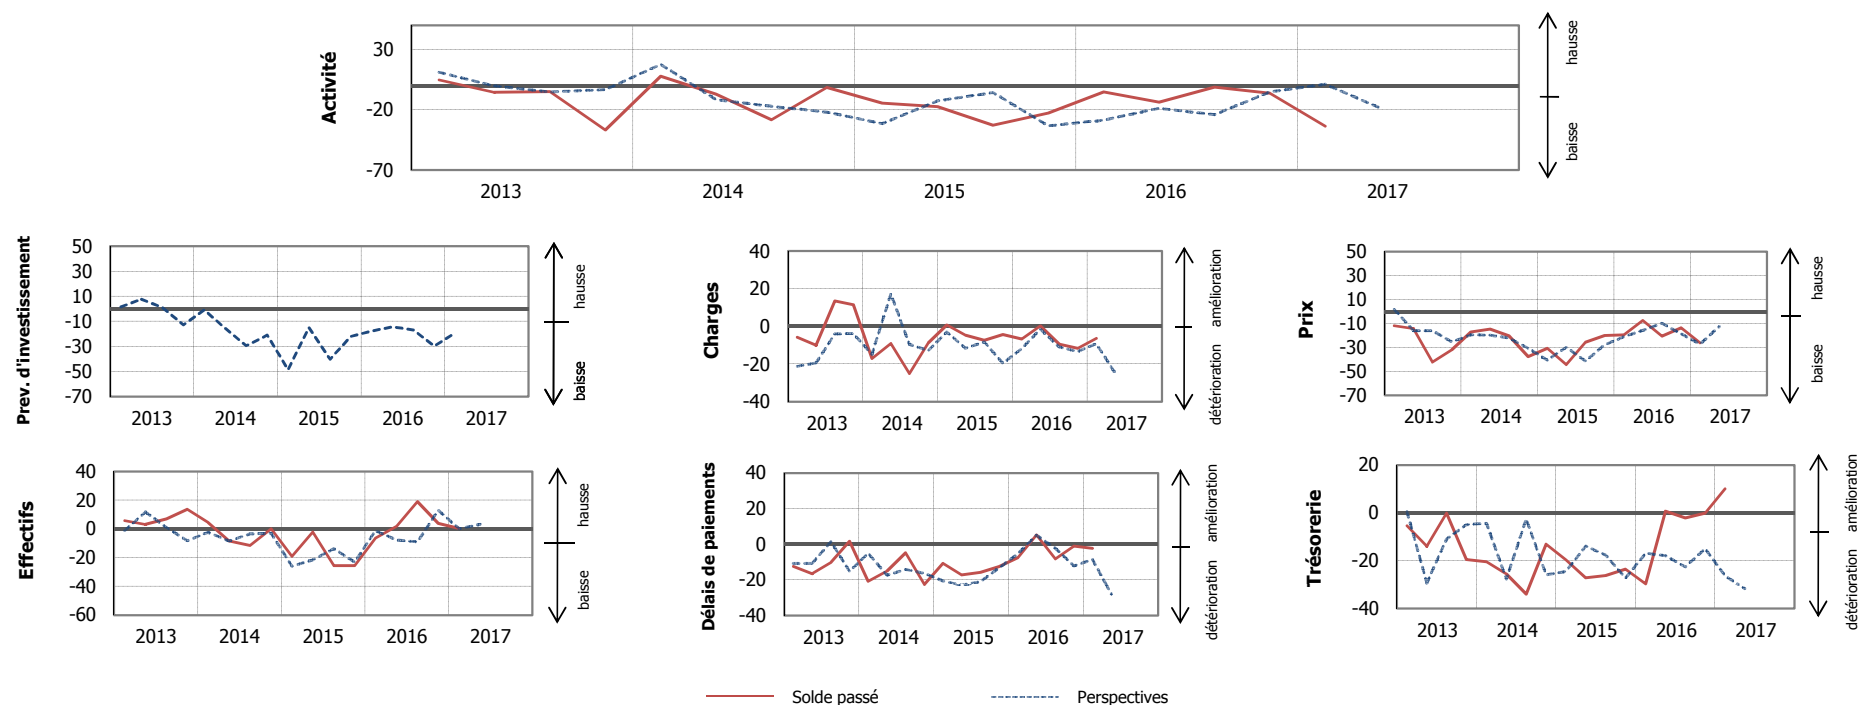 Activité
30
-20
-70
2013 2014 2015 2016 2017
hausse
baisse
Prev. d'investissement
50
30
10
-10
-30
-50
-70
2013 2014 2015 2016 2017
hausse
baisse
Charges
40
20
0
-20
-40
2013 2014 2015 2016 2017
amélioration
détérioration
Prix
50
30
10
-10
-30
-50
-70
2013 2014 2015 2016 2017
hausse
baisse
Effectifs
40
20
0
-20
-40
-60
2013 2014 2015 2016 2017
hausse
baisse
Délais de paiements
40
20
0
-20
-40
2013 2014 2015 2016 2017
amélioration
détérioration
Trésorerie
20
0
-20
-40
2013 2014 2015 2016 2017
amélioration
détérioration
Solde passé Perspectives